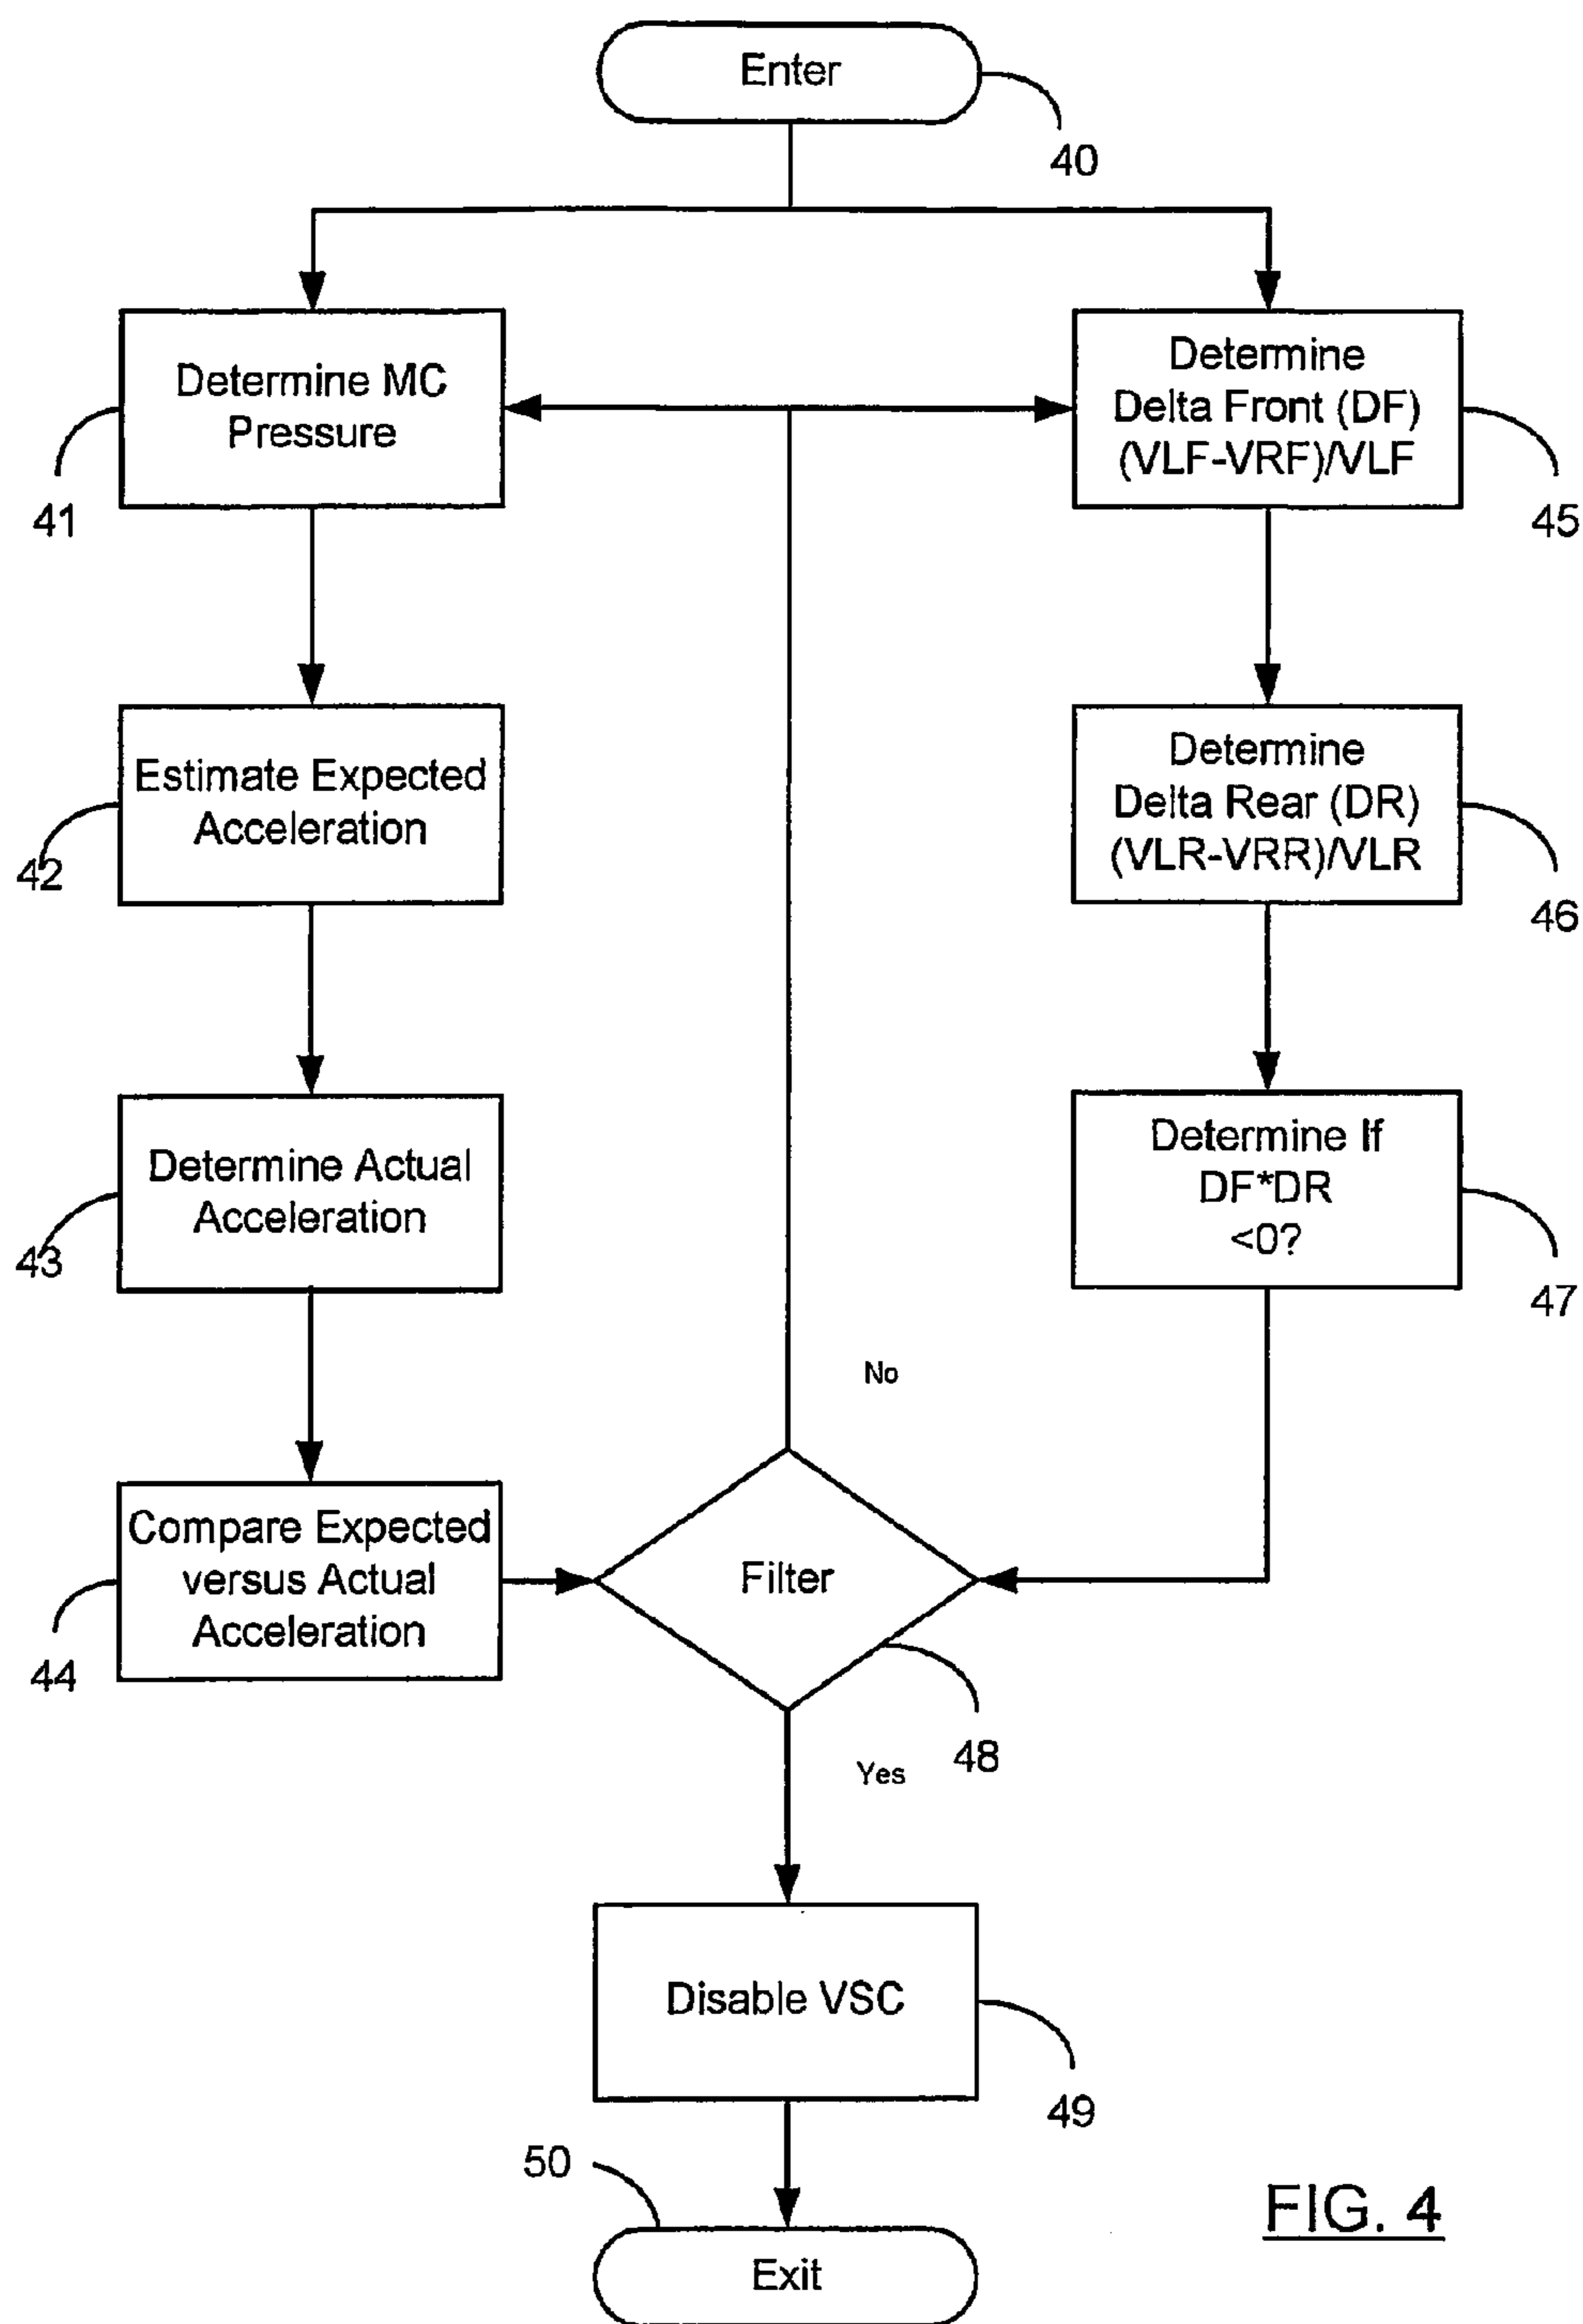 Enter
40
Determine MC
Pressure
41
Determine
Delta Front (DF)
(VLF-VRF)/VLF
45
Estimate Expected
Acceleration
42
Determine
Delta Rear (DR)
(VLR-VRR)/VLR
46
Determine Actual
Acceleration
43
Determine If
DF*DR
<0?
47
No
Compare Expected
versus Actual
Acceleration
44
Filter
48
Yes
Disable VSC
49
50
Exit
FIG. 4